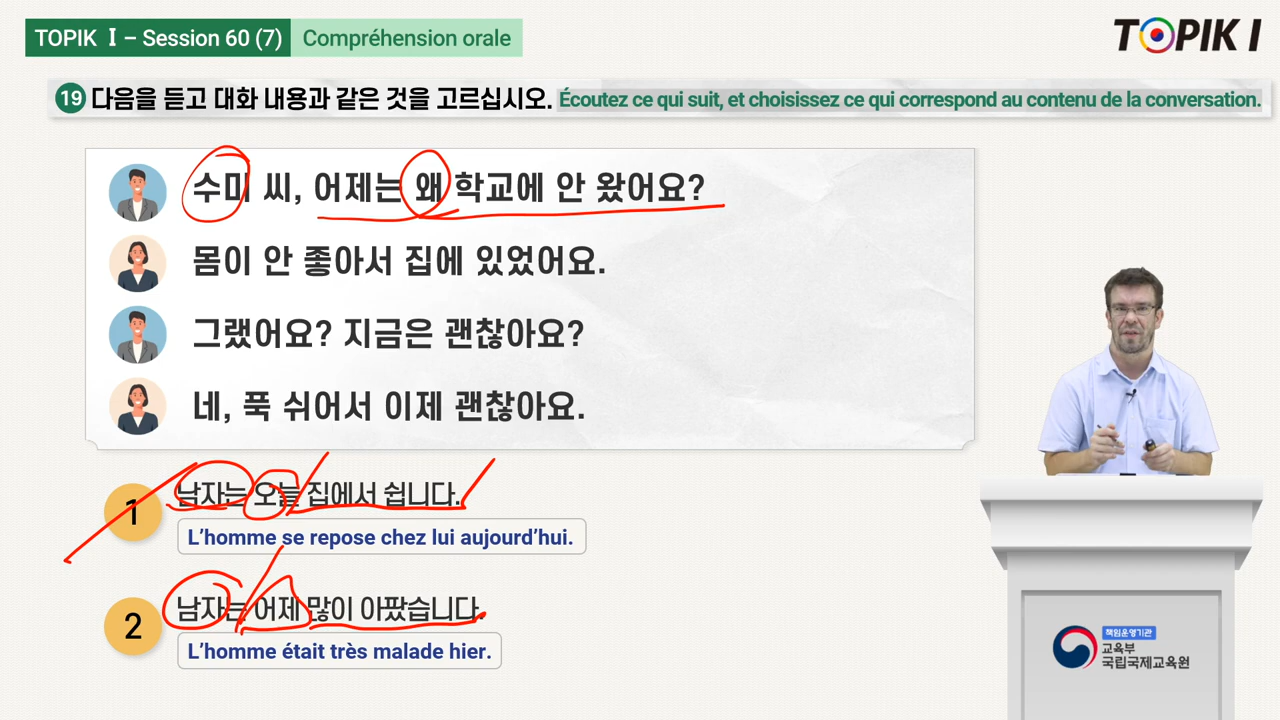 TOPIK Ⅰ – Session 60 (7) Compréhension orale
TOPIK I
19 다음을 듣고 대화 내용과 같은 것을 고르십시오. Écoutez ce qui suit, et choisissez ce qui correspond au contenu de la conversation.
수미 씨, 어제는 왜 학교에 안 왔어요?
몸이 안 좋아서 집에 있었어요.
그랬어요? 지금은 괜찮아요?
네, 푹 쉬어서 이제 괜찮아요.
1 남자는 오늘 집에서 쉽니다.
L’homme se repose chez lui aujourd’hui.
2 남자는 어제 많이 아팠습니다.
L’homme était très malade hier.
책임운영기관
교육부
국립국제교육원